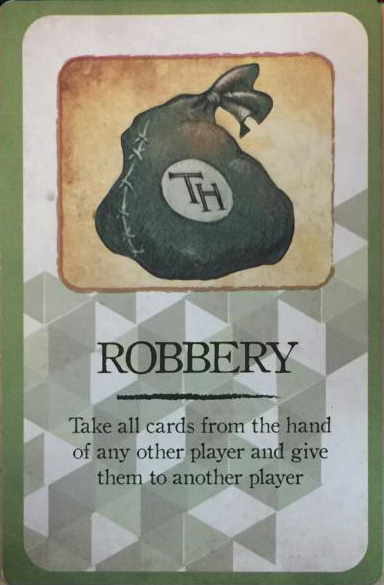 TH
ROBBERY
Take all cards from the hand
of any other player and give
them to another player